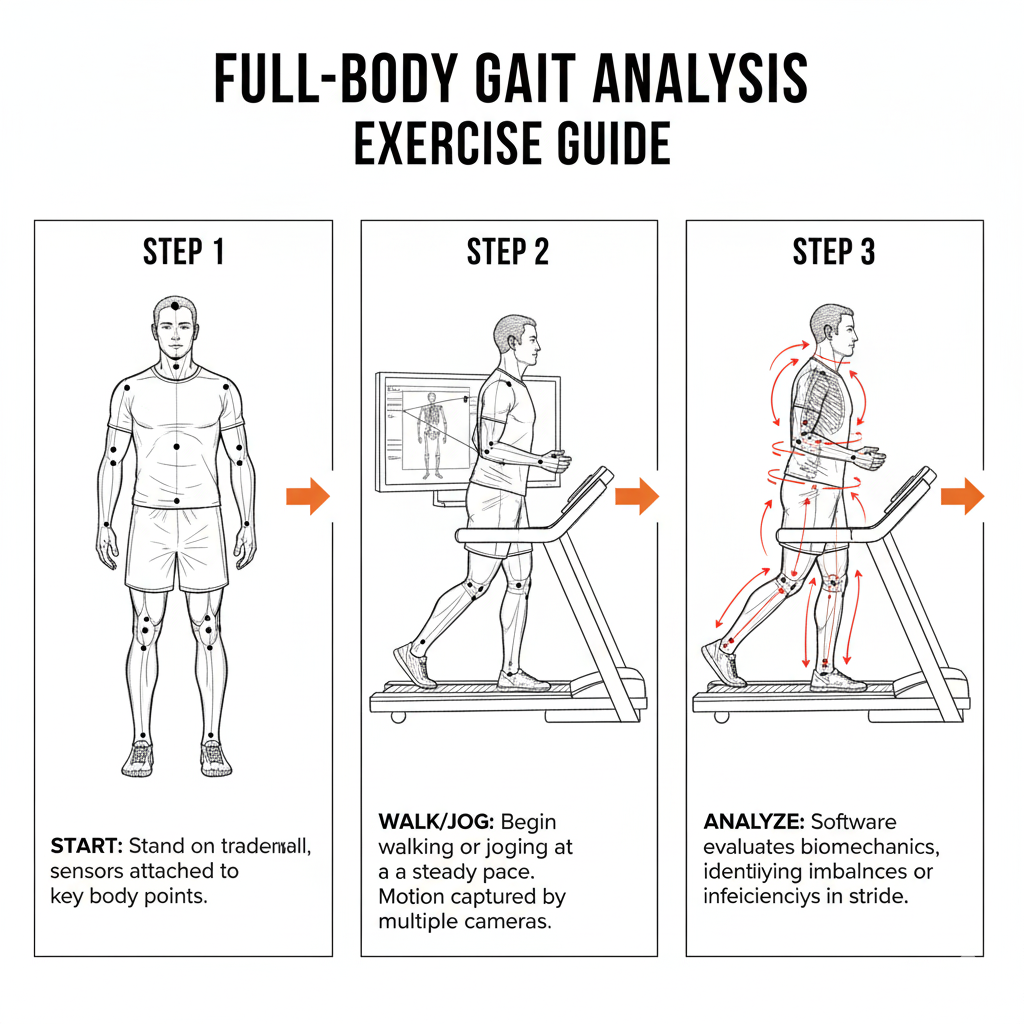 FULL-BODY GAIT ANALYSIS
EXERCISE GUIDE
STEP 1
START: Stand on
sensors attached to
key body points.
STEP 2
WALK/JOG: Begin
walking or joging at
a a steady pace.
Motion captured by
multiple cameras.
STEP 3
ANALYZE: Software
evaluates biomechanics,
identiiying imbalnces or
infeicienciys in stride.